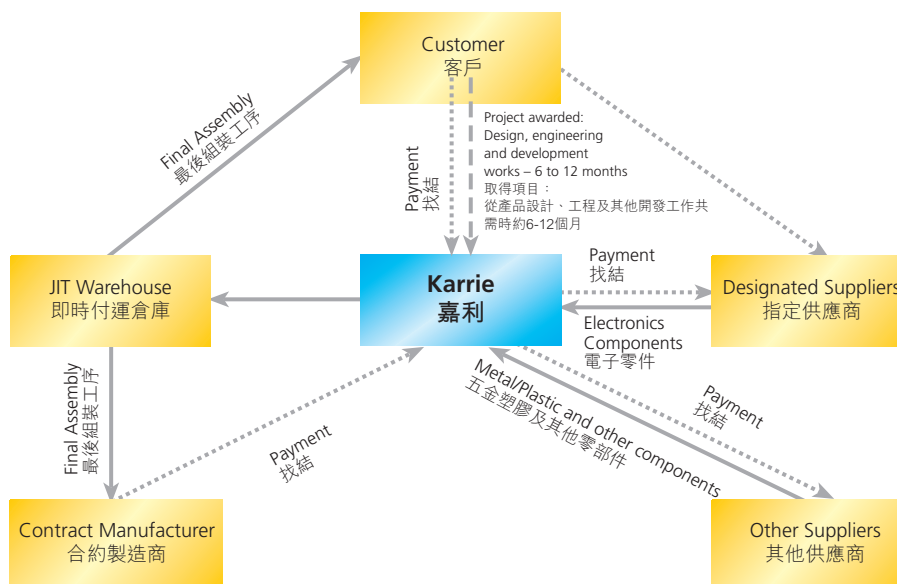 Customer
客戶
Final Assembly
最後組裝工序
Payment
找結
Project awarded:
Design, engineering
and development
works – 6 to 12 months
取得項目：
從產品設計、工程及其他開發工作共
需時約6-12個月
JIT Warehouse
即時付運倉庫
Karrie
嘉利
Payment
找結
Designated Suppliers
指定供應商
Electronics
Components
電子零件
Final Assembly
最後組裝工序
Payment
找結
Metal/Plastic and other components
五金塑膠及其他零部件
Payment
找結
Contract Manufacturer
合約製造商
Other Suppliers
其他供應商